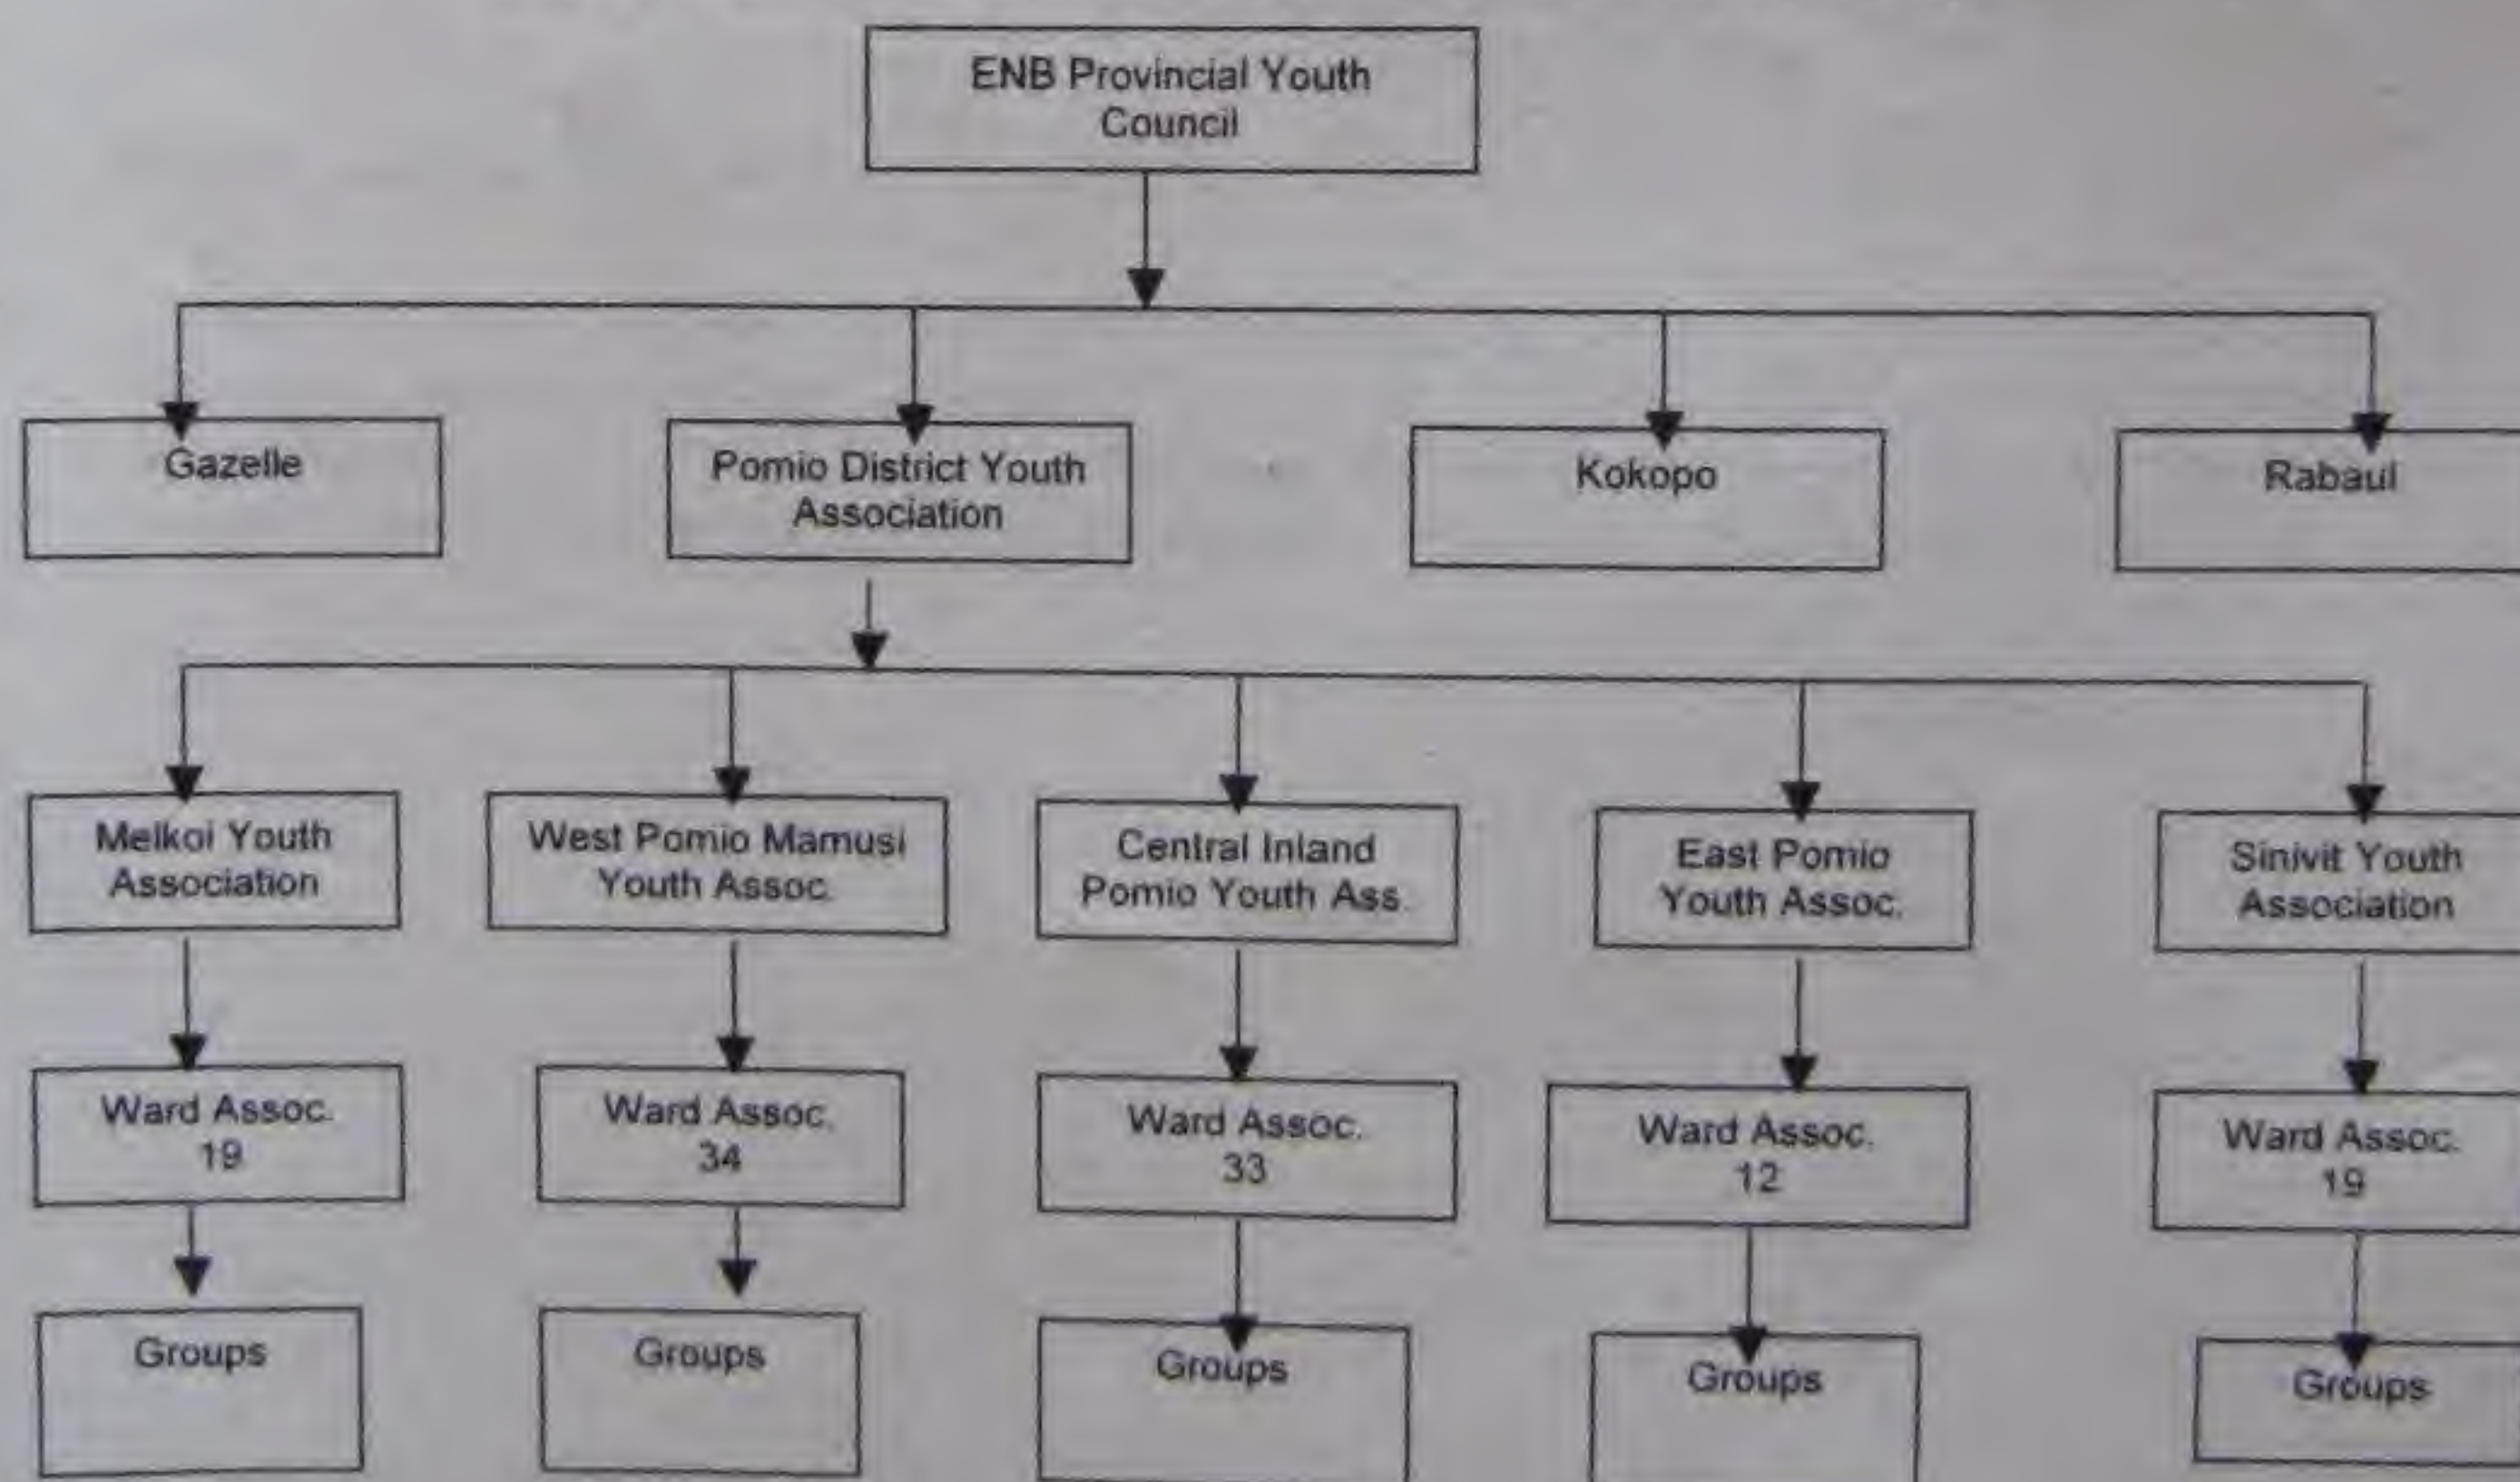 ENB Provincial Youth
Council
Gazelle
Pomio District Youth
Association
Kokopo
Rabaul
Melkoi Youth
Association
West Pomio Mamusi
Youth Assoc.
Central Inland
Pomio Youth Ass.
East Pomio
Youth Assoc.
Sinivit Youth
Association
Ward Assoc.
19
Ward Assoc.
34
Ward Assoc.
33
Ward Assoc.
12
Ward Assoc.
19
Groups
Groups
Groups
Groups
Groups